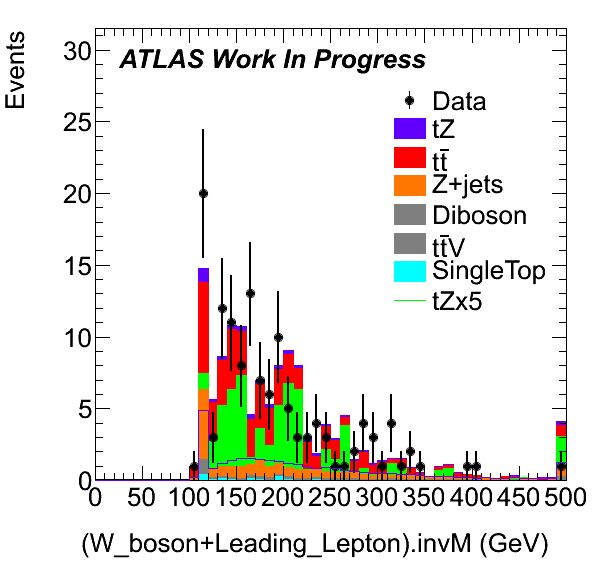 Events
ATLAS Work In Progress
Data
tZ
tt̄
Z+jets
Diboson
tt̄V
SingleTop
tZx5
30
25
20
15
10
5
0
0 50 100 150 200 250 300 350 400 450 500
(W_boson+Leading_Lepton).invM (GeV)